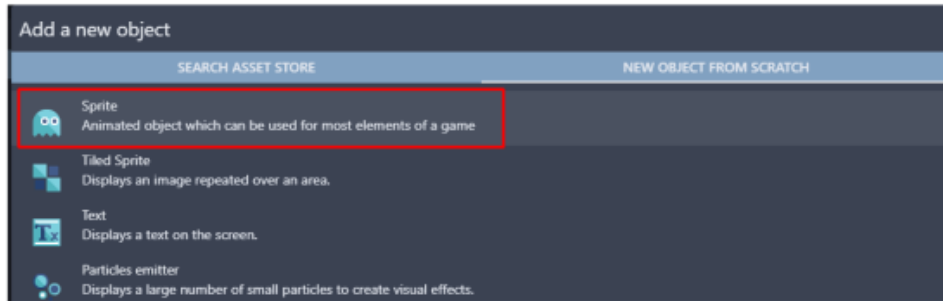 Add a new object
SEARCH ASSET STORE
NEW OBJECT FROM SCRATCH
Sprite
Animated object which can be used for most elements of a game
Tiled Sprite
Displays an image repeated over an area.
Tx
Text
Displays a text on the screen.
Particles emitter
Displays a large number of small particles to create visual effects.